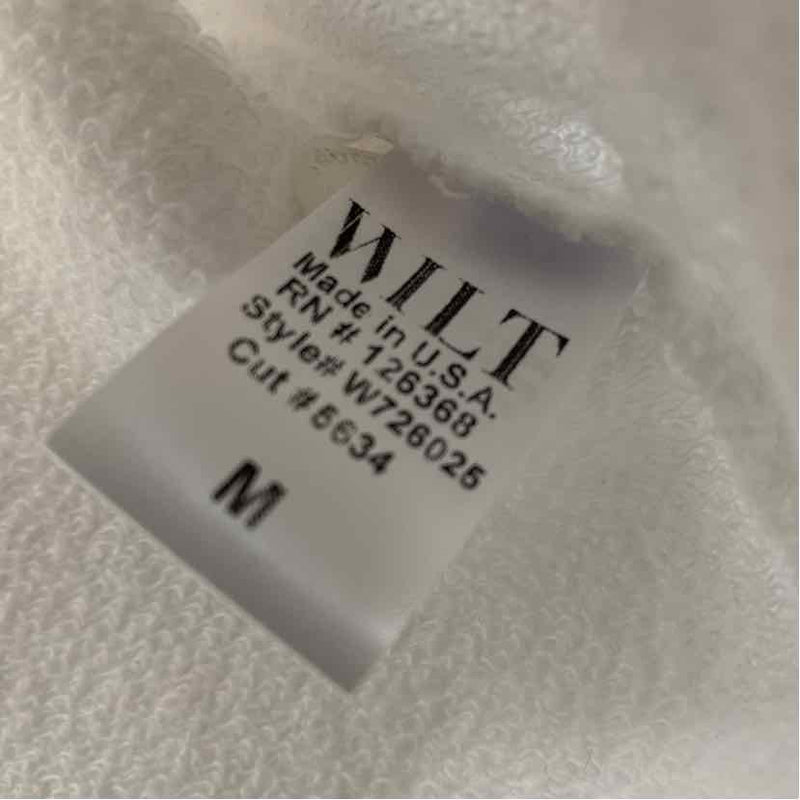 WILT
Made in U.S.A.
RN # 126368
Style# W726025
Cut #5634
M